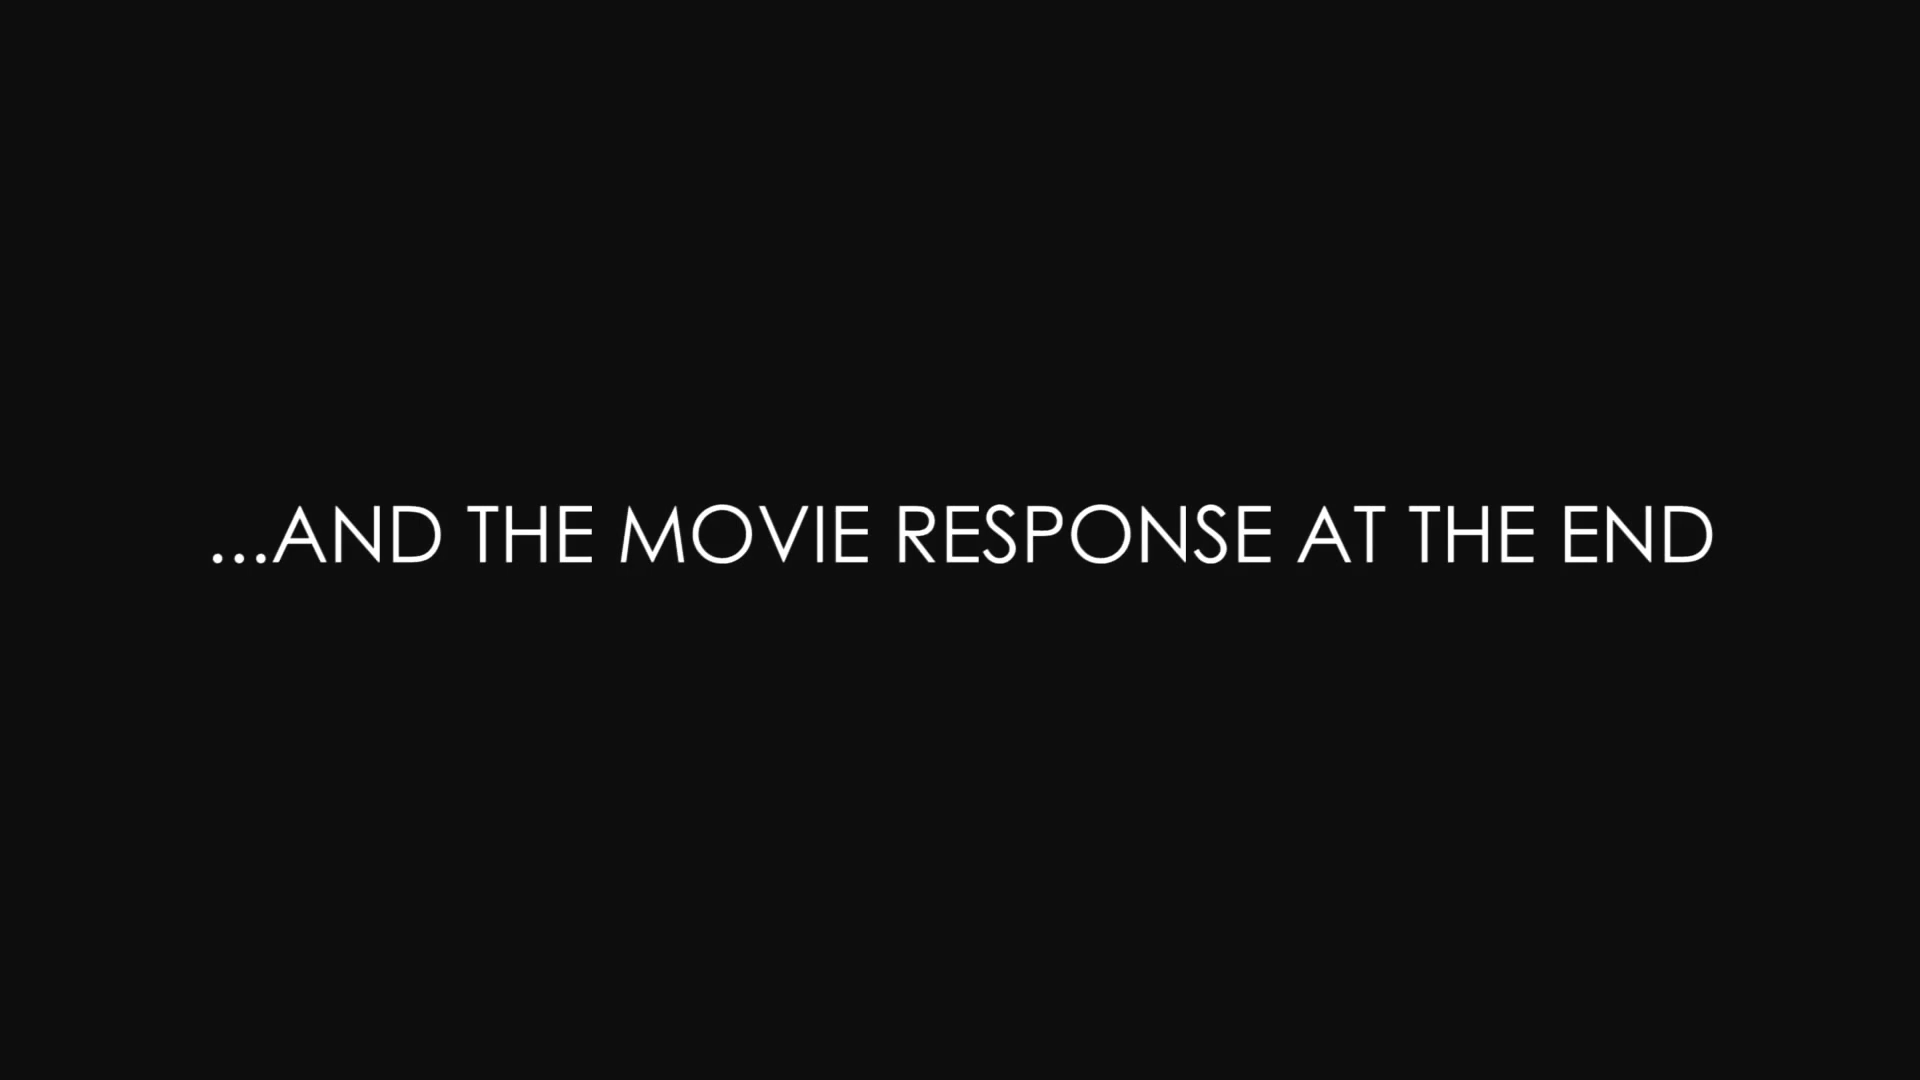 ...AND THE MOVIE RESPONSE AT THE END